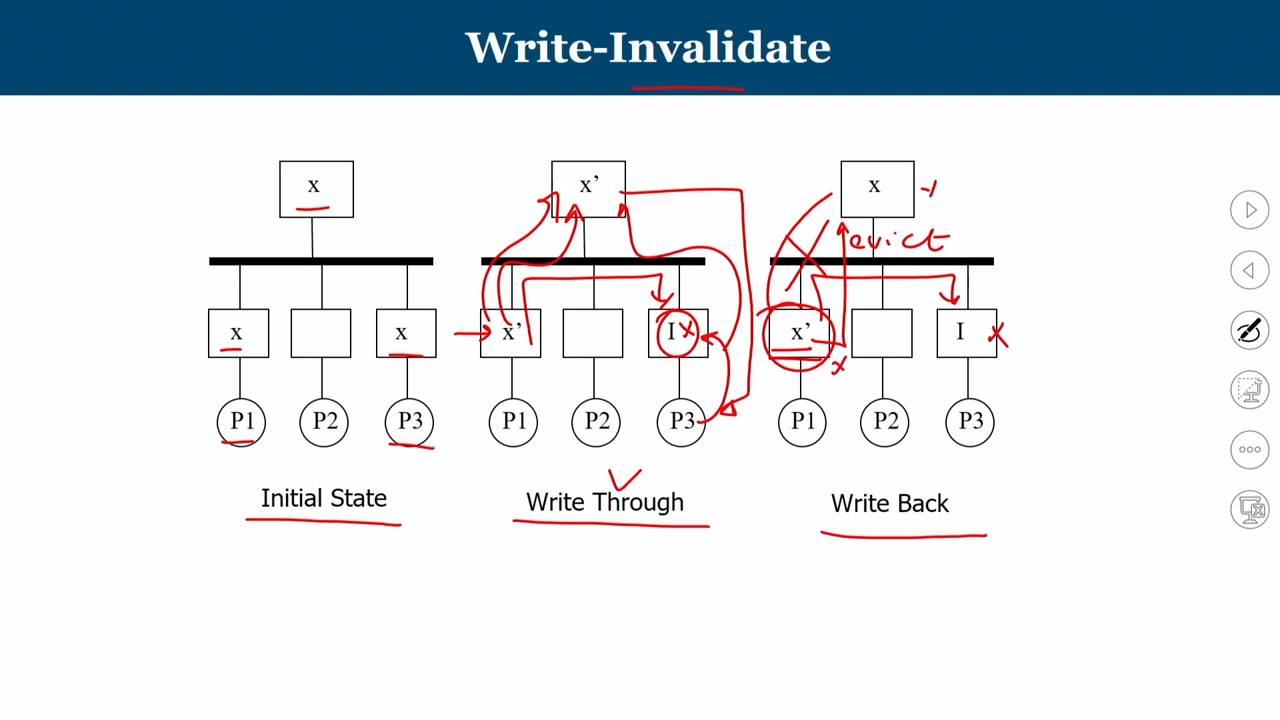 Write-Invalidate
x
x'
x
evict
x
x
x'
I x
x'
x
I
P1
P2
P3
P1
P2
P3
P1
P2
P3
Initial State
Write Through
Write Back